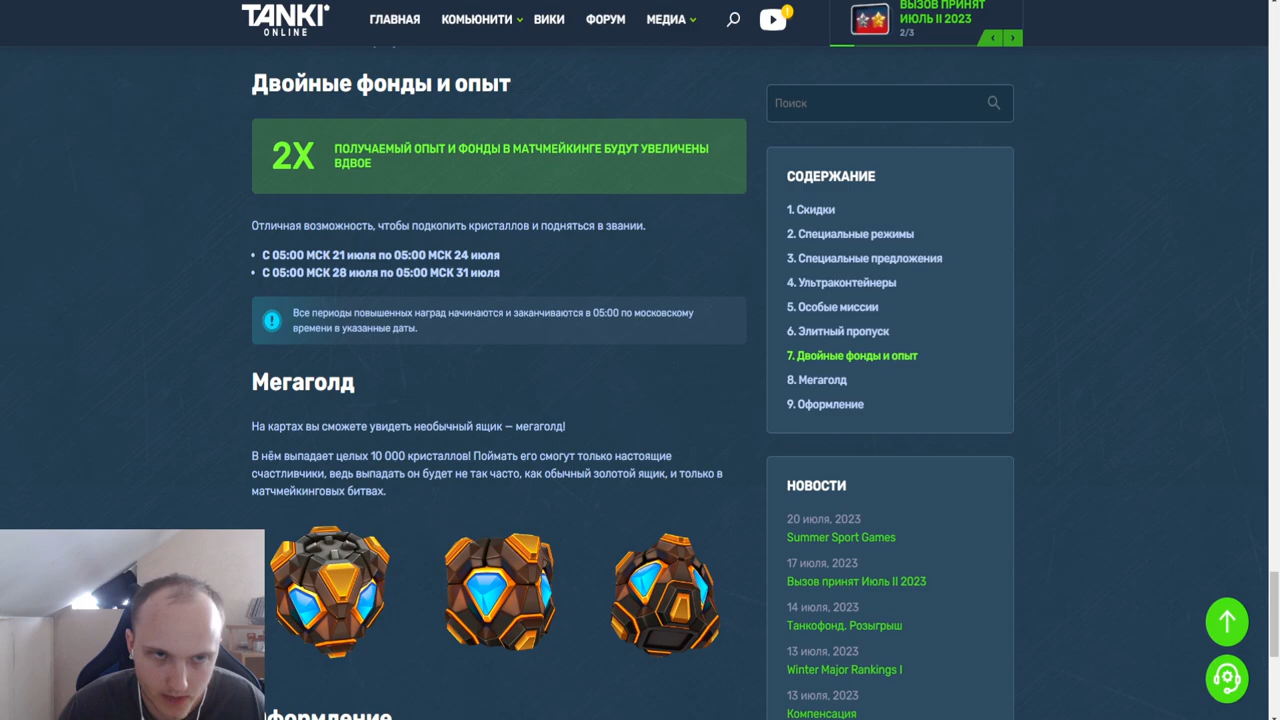 TANKI
ONLINE
ГЛАВНАЯ
КОМЬЮНИТИ
ВИКИ
ФОРУМ
МЕДИА
!
ВЫЗОВ ПРИНЯТ
ИЮЛЬ II 2023
2/3
Двойные фонды и опыт
2X
ПОЛУЧАЕМЫЙ ОПЫТ И ФОНДЫ В МАТЧМЕЙКИНГЕ БУДУТ УВЕЛИЧЕНЫ
ВДВОЕ
Отличная возможность, чтобы подкопить кристаллов и подняться в звании.
• С 05:00 МСК 21 июля по 05:00 МСК 24 июля
• С 05:00 МСК 28 июля по 05:00 МСК 31 июля
Все периоды повышенных наград начинаются и заканчиваются в 05:00 по московскому
времени в указанные даты.
Мегаголд
На картах вы сможете увидеть необычный ящик — мегаголд!
В нём выпадает целых 10 000 кристаллов! Поймать его смогут только настоящие
счастливчики, ведь выпадать он будет не так часто, как обычный золотой ящик, и только в
матчмейкинговых битвах.
Оформление
Поиск
СОДЕРЖАНИЕ
1. Скидки
2. Специальные режимы
3. Специальные предложения
4. Ультраконтейнеры
5. Особые миссии
6. Элитный пропуск
7. Двойные фонды и опыт
8. Мегаголд
9. Оформление
НОВОСТИ
20 июля, 2023
Summer Sport Games
17 июля, 2023
Вызов принят Июль II 2023
14 июля, 2023
Танкофонд. Розыгрыш
13 июля, 2023
Winter Major Rankings I
13 июля, 2023
Компенсация